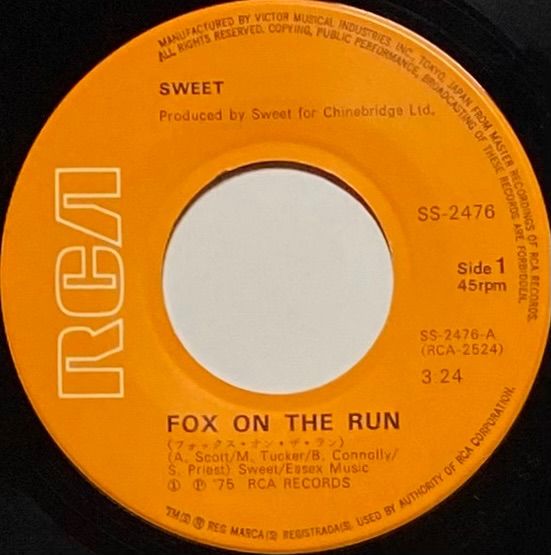 MANUFACTURED BY VICTOR MUSICAL INDUSTRIES, INC., TOKYO, JAPAN FROM MASTER RECORDINGS OF RCA RECORDS.
ALL RIGHTS RESERVED. COPYING, PUBLIC PERFORMANCE, BROADCASTING OF THESE RECORDS ARE FORBIDDEN.
SWEET
Produced by Sweet for Chinebridge Ltd.
RCA
SS-2476
Side 1
45rpm
SS-2476-A
(RCA-2524)
3:24
FOX ON THE RUN
(フォックス・オン・ザ・ラン)
(A. Scott/M. Tucker/B. Connolly/
S. Priest) Sweet/Essex Music
Ⓘ Ⓟ '75 RCA RECORDS
TM(S) ® REG MARCA(S) REGISTRADA(S). USED BY AUTHORITY OF RCA CORPORATION.